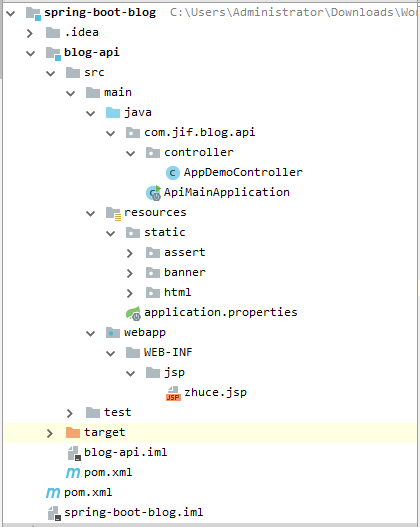 spring-boot-blog C:\Users\Administrator\Downloads\Wo
.idea
blog-api
src
main
java
com.jif.blog.api
controller
C AppDemoController
C ApiMainApplication
resources
static
assert
banner
html
application.properties
webapp
WEB-INF
jsp
JSP zhuce.jsp
test
target
blog-api.iml
m pom.xml
m pom.xml
spring-boot-blog.iml